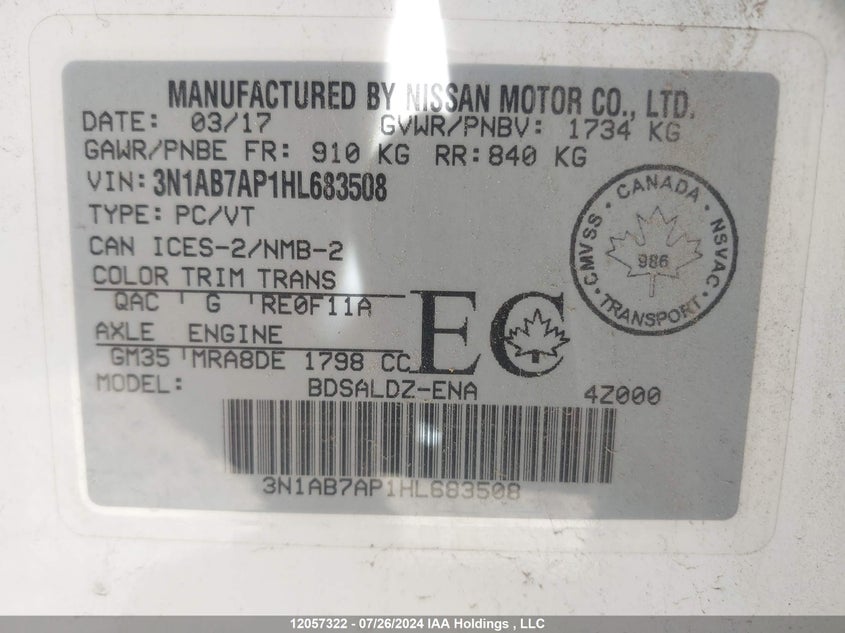 MANUFACTURED BY NISSAN MOTOR CO., LTD.
DATE: 03/17 GVWR/PNBV: 1734 KG
GAWR/PNBE FR: 910 KG RR:840 KG
VIN: 3N1AB7AP1HL683508
TYPE: PC/VT
CAN ICES-2/NMB-2
COLOR TRIM TRANS
QAC G RE0F11A
AXLE ENGINE
GM35 MRA8DE 1798 CC
EC
CANADA
CMVSS NSVAC
986
TRANSPORT
MODEL: BDSALDZ-ENA 4Z000
3N1AB7AP1HL683508
12057322 - 07/26/2024 IAA Holdings , LLC